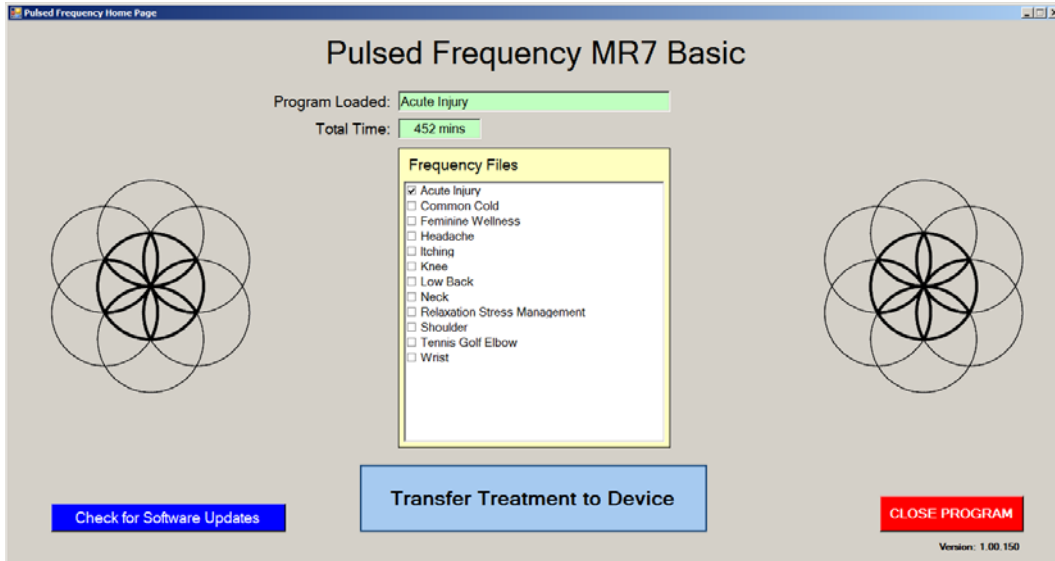 Pulsed Frequency Home Page
Pulsed Frequency MR7 Basic
Program Loaded: Acute Injury
Total Time: 452 mins
Frequency Files
Acute Injury
Common Cold
Feminine Wellness
Headache
Itching
Knee
Low Back
Neck
Relaxation Stress Management
Shoulder
Tennis Golf Elbow
Wrist
Transfer Treatment to Device
Check for Software Updates
CLOSE PROGRAM
Version: 1.00.150